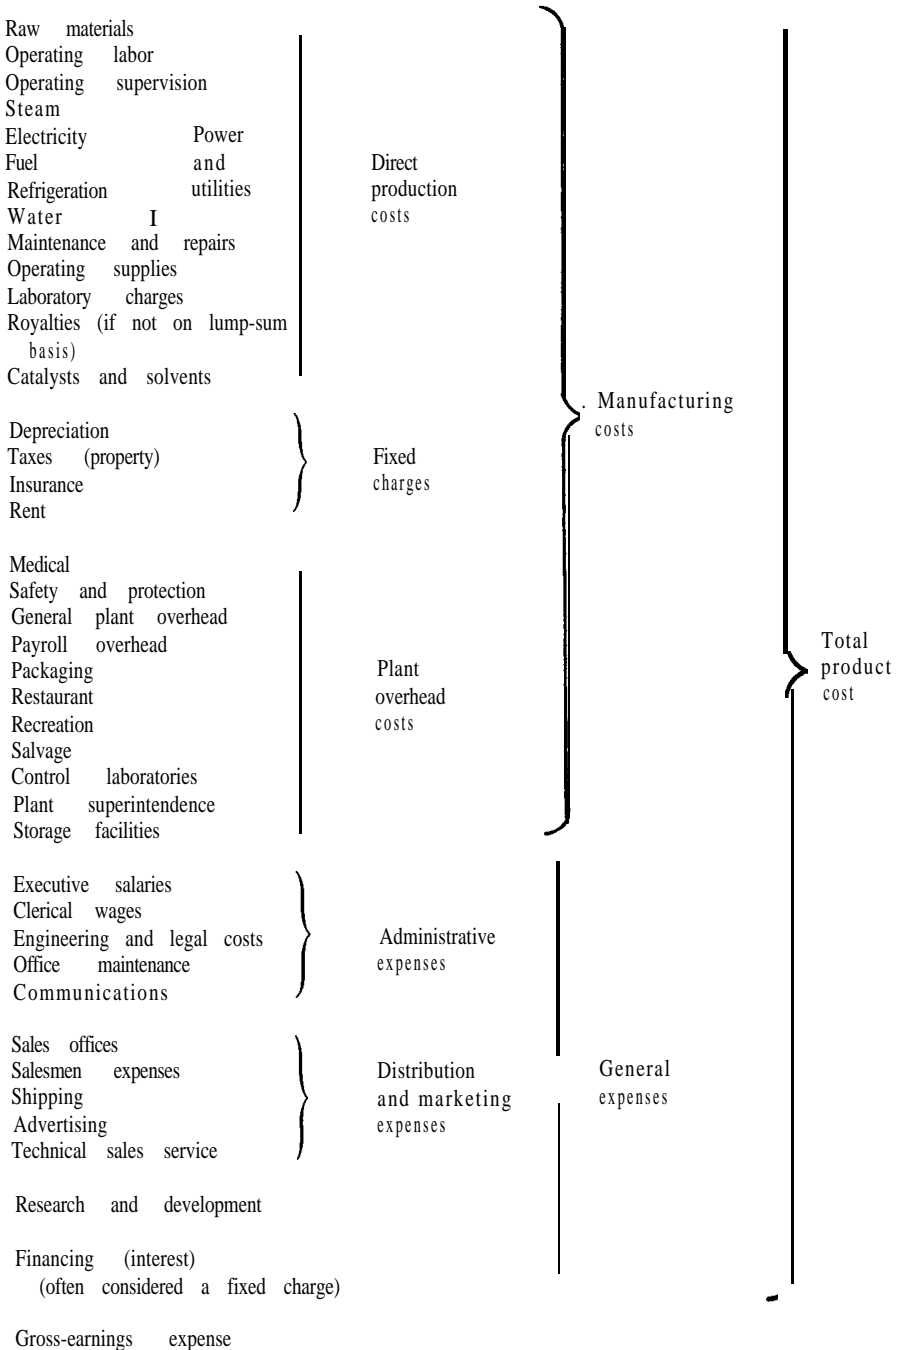 Raw materials
Operating labor
Operating supervision
Steam
Electricity
Fuel
Refrigeration
Water I
Power
and
utilities
Maintenance and repairs
Operating supplies
Laboratory charges
Royalties (if not on lump-sum
basis)
Catalysts and solvents
Direct
production
costs
Depreciation
Taxes (property)
Insurance
Rent
Fixed
charges
Medical
Safety and protection
General plant overhead
Payroll overhead
Packaging
Restaurant
Recreation
Salvage
Control laboratories
Plant superintendence
Storage facilities
Plant
overhead
costs
. Manufacturing
costs
Executive salaries
Clerical wages
Engineering and legal costs
Office maintenance
Communications
Administrative
expenses
Sales offices
Salesmen expenses
Shipping
Advertising
Technical sales service
Distribution
and marketing
expenses
Research and development
Financing (interest)
(often considered a fixed charge)
General
expenses
Total
product
cost
Gross-earnings expense